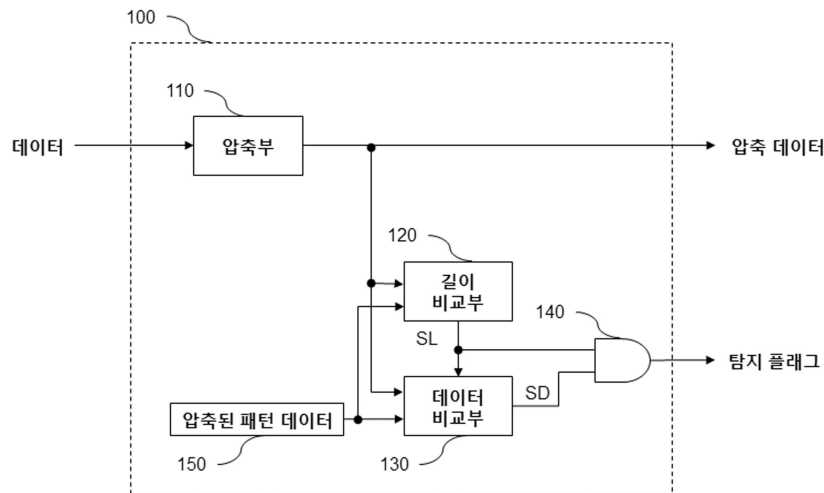 100
110
데이터
압축부
압축 데이터
120
길이
비교부
140
SL
탐지 플래그
데이터
비교부
SD
압축된 패턴 데이터
150
130